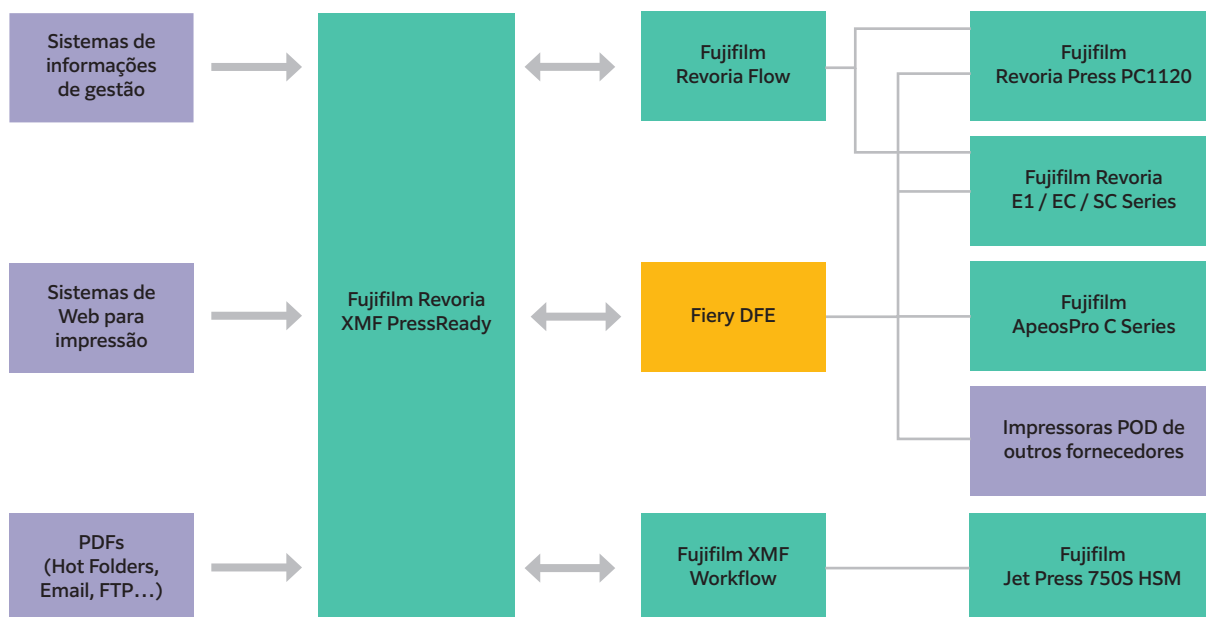 Sistemas de
informações
de gestão
Sistemas de
Web para
impressão
PDFs
(Hot Folders,
Email, FTP...)
Fujifilm Revoria
XMF PressReady
Fujifilm
Revoria Flow
Fiery DFE
Fujifilm XMF
Workflow
Fujifilm
Revoria Press PC1120
Fujifilm Revoria
E1 / EC / SC Series
Fujifilm
ApeosPro C Series
Impressoras POD de
outros fornecedores
Fujifilm
Jet Press 750S HSM